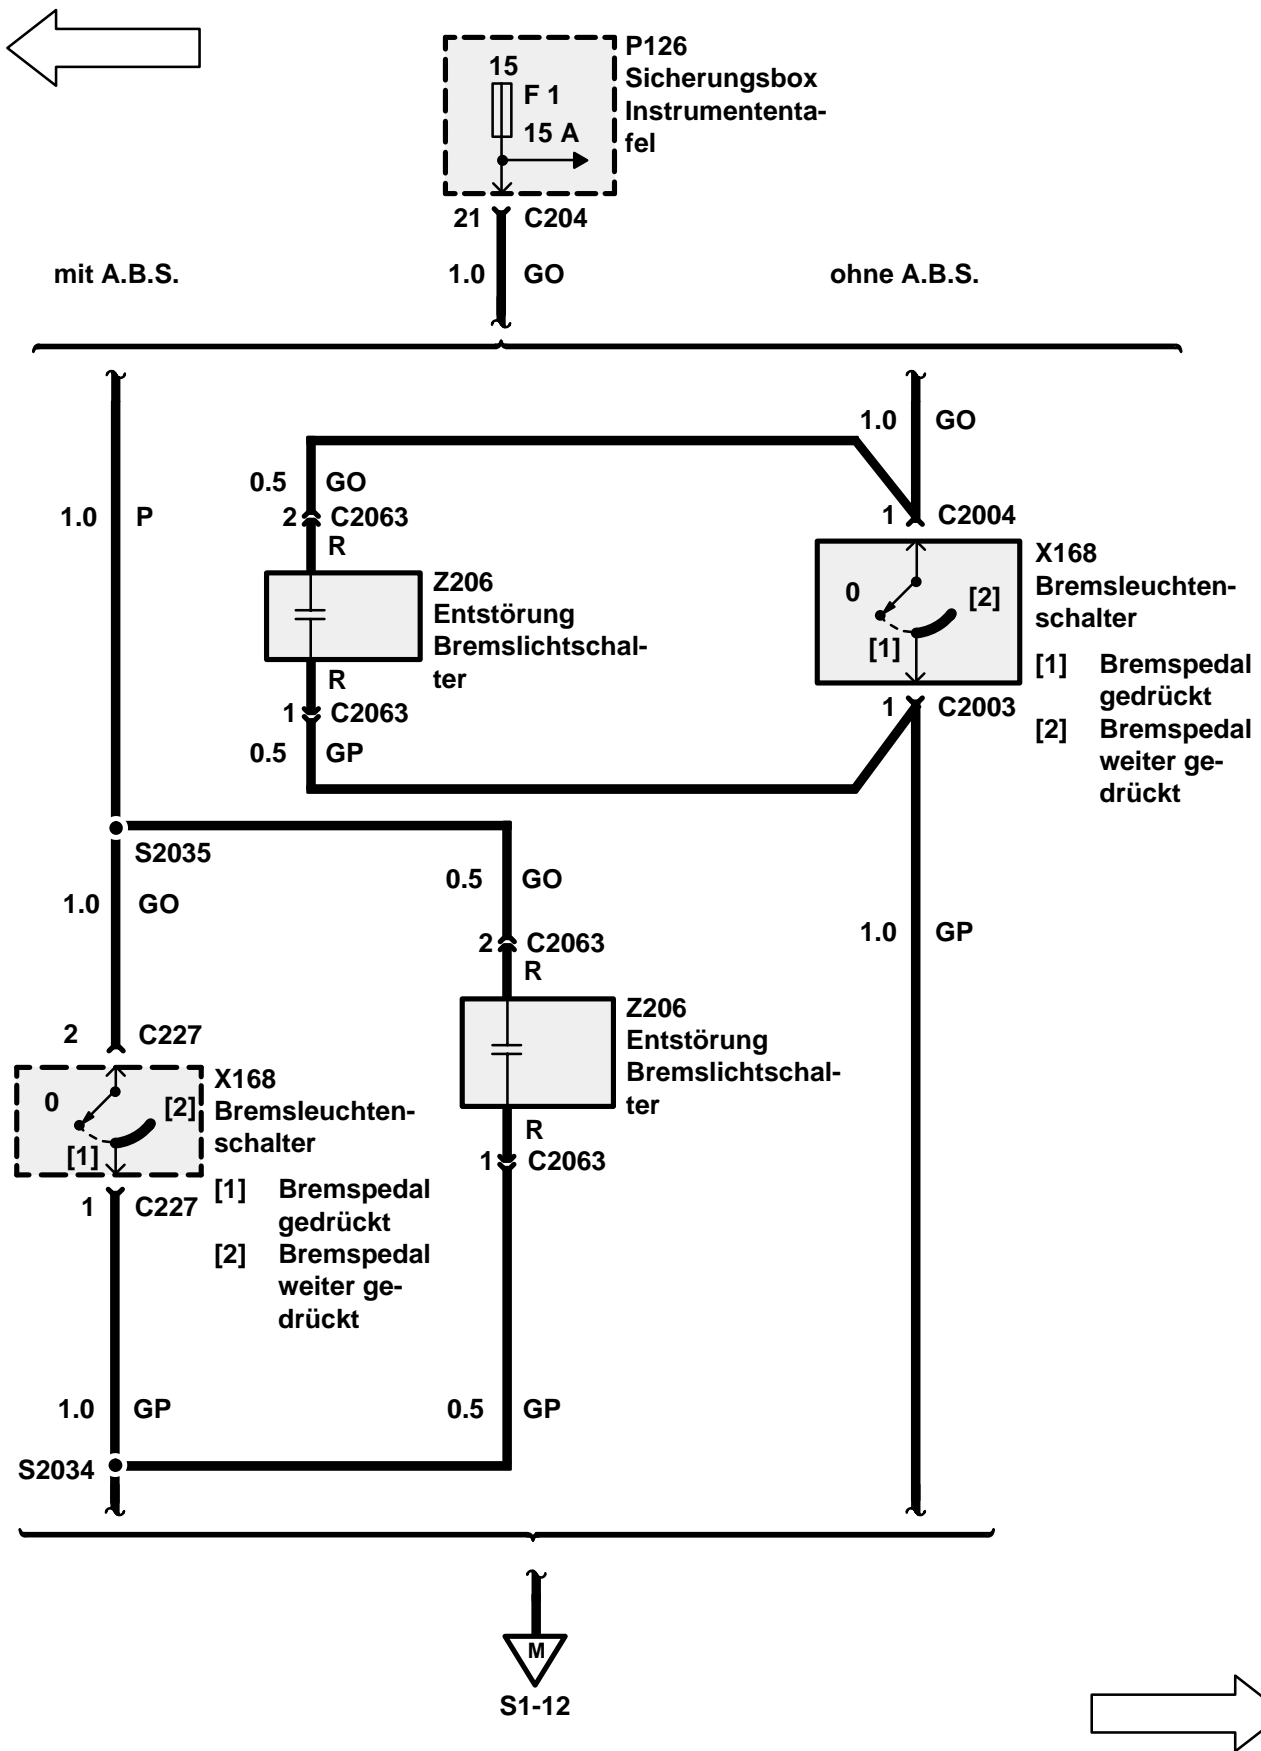 P126
Sicherungsbox
Instrumententa-
fel
15
F 1
15 A
21 C204
mit A.B.S.
1.0 GO
ohne A.B.S.
1.0 GO
0.5 GO
2 C2063
R
1.0 P
1 C2004
Z206
Entstörung
Bremslichtschal-
ter
0
[1]
[2]
X168
Bremsleuchten-
schalter
[1] Bremspedal
gedrückt
[2] Bremspedal
weiter ge-
drückt
R
1 C2063
0.5 GP
1 C2003
S2035
1.0 GO
0.5 GO
2 C2063
R
1.0 GP
2 C227
Z206
Entstörung
Bremslichtschal-
ter
0
[1]
[2]
X168
Bremsleuchten-
schalter
[1] Bremspedal
gedrückt
[2] Bremspedal
weiter ge-
drückt
R
1 C2063
1 C227
1.0 GP
0.5 GP
S2034
M
S1-12